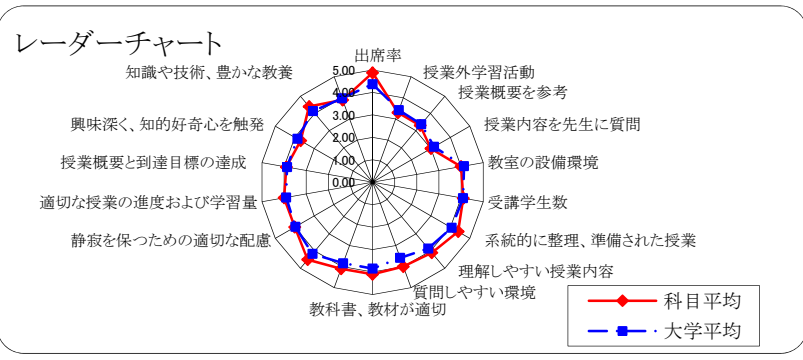 レーダーチャート
出席率
授業外学習活動
授業概要を参考
授業内容を先生に質問
教室の設備環境
受講学生数
系統的に整理、準備された授業
理解しやすい授業内容
質問しやすい環境
教科書、教材が適切
静寂を保つための適切な配慮
適切な授業の進度および学習量
授業概要と到達目標の達成
興味深く、知的好奇心を触発
知識や技術、豊かな教養
5.00
4.00
3.00
2.00
1.00
0.00
科目平均
大学平均